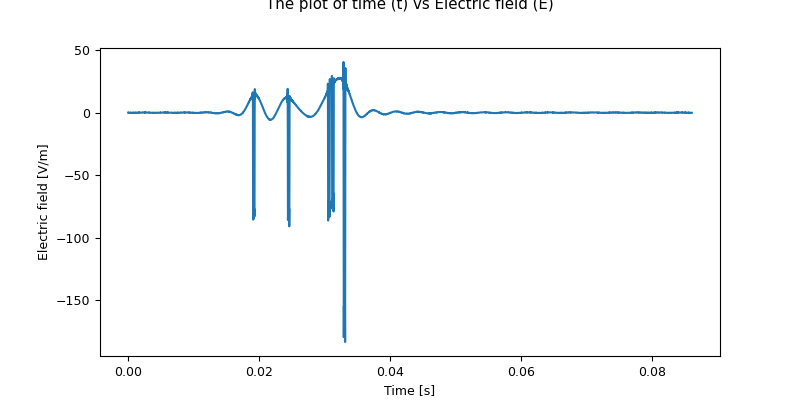 The plot of time (t) vs Electric field (E)
50
0
−50
−100
−150
Electric field [V/m]
0.00 0.02 0.04 0.06 0.08
Time [s]